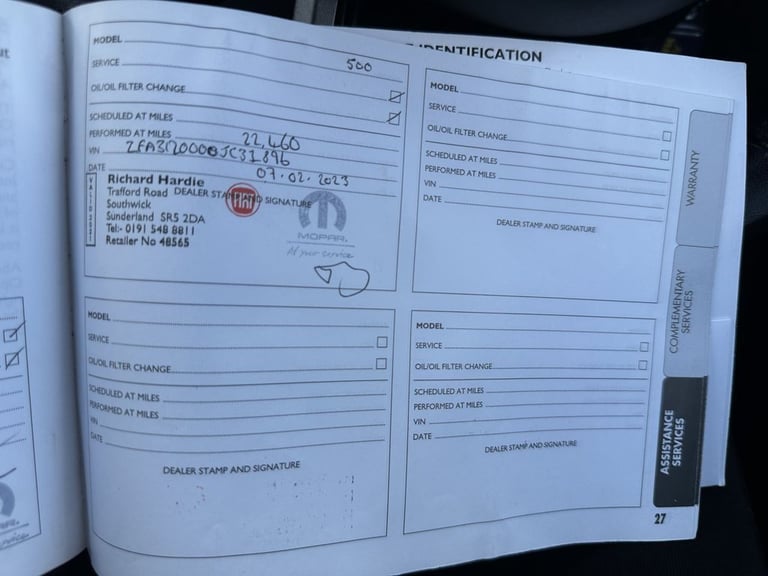 IDENTIFICATION
MODEL
500
SERVICE
OIL/OIL FILTER CHANGE
SCHEDULED AT MILES
PERFORMED AT MILES 22,460
VIN
DATE 07.02.2023
Richard Hardie
Trafford Road
DEALER STAMP AND SIGNATURE
FIAT
Southwick
Sunderland SR5 2DA
Tel:- 0191 548 8811
Retailer No 48565
MOPAR
At your service
MODEL
SERVICE
OIL/OIL FILTER CHANGE
SCHEDULED AT MILES
PERFORMED AT MILES
VIN
DATE
DEALER STAMP AND SIGNATURE
MODEL
SERVICE
OIL/OIL FILTER CHANGE
SCHEDULED AT MILES
PERFORMED AT MILES
VIN
DATE
DEALER STAMP AND SIGNATURE
MODEL
SERVICE
OIL/OIL FILTER CHANGE
SCHEDULED AT MILES
PERFORMED AT MILES
VIN
DATE
DEALER STAMP AND SIGNATURE
WARRANTY
COMPLEMENTARY
SERVICES
ASSISTANCE
SERVICES
27